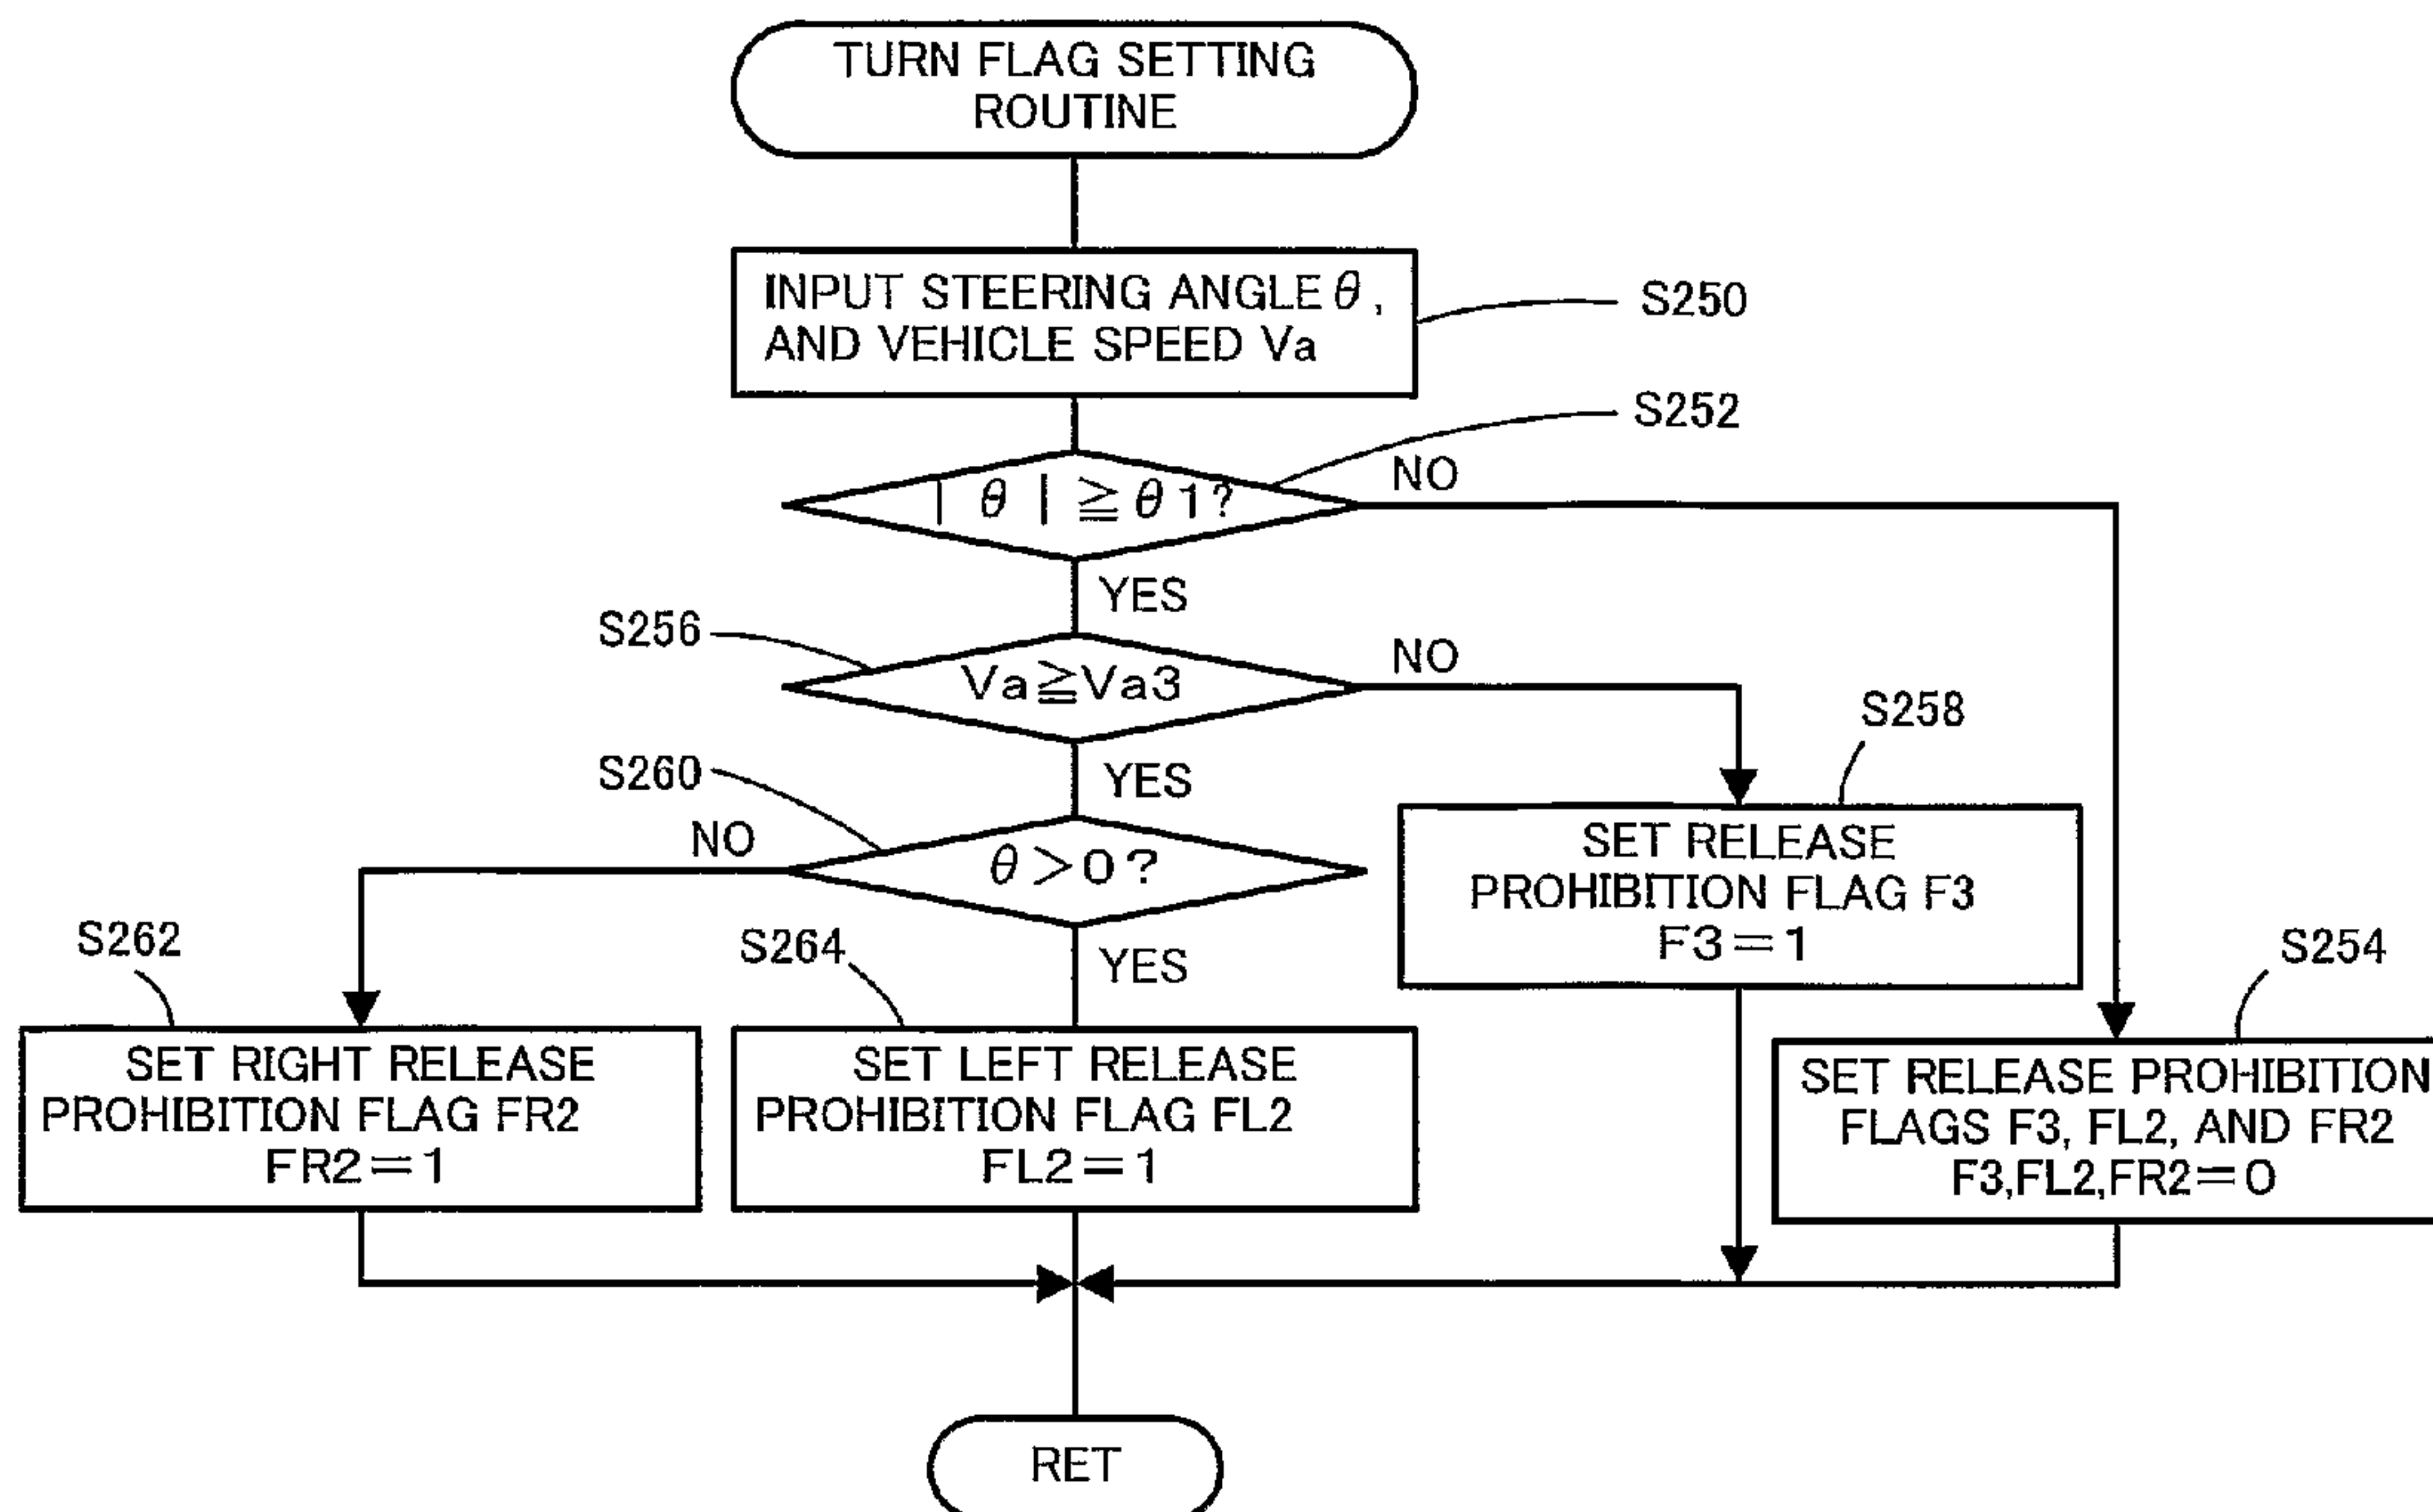 TURN FLAG SETTING
ROUTINE
INPUT STEERING ANGLE θ,
AND VEHICLE SPEED Va
S250
S252
| θ | ≧ θ1?
NO
YES
S256
Va≧Va3
NO
YES
S258
SET RELEASE
PROHIBITION FLAG F3
F3=1
S260
θ>0?
NO
YES
S262
SET RIGHT RELEASE
PROHIBITION FLAG FR2
FR2=1
S264
SET LEFT RELEASE
PROHIBITION FLAG FL2
FL2=1
S254
SET RELEASE PROHIBITION
FLAGS F3, FL2, AND FR2
F3,FL2,FR2=0
RET